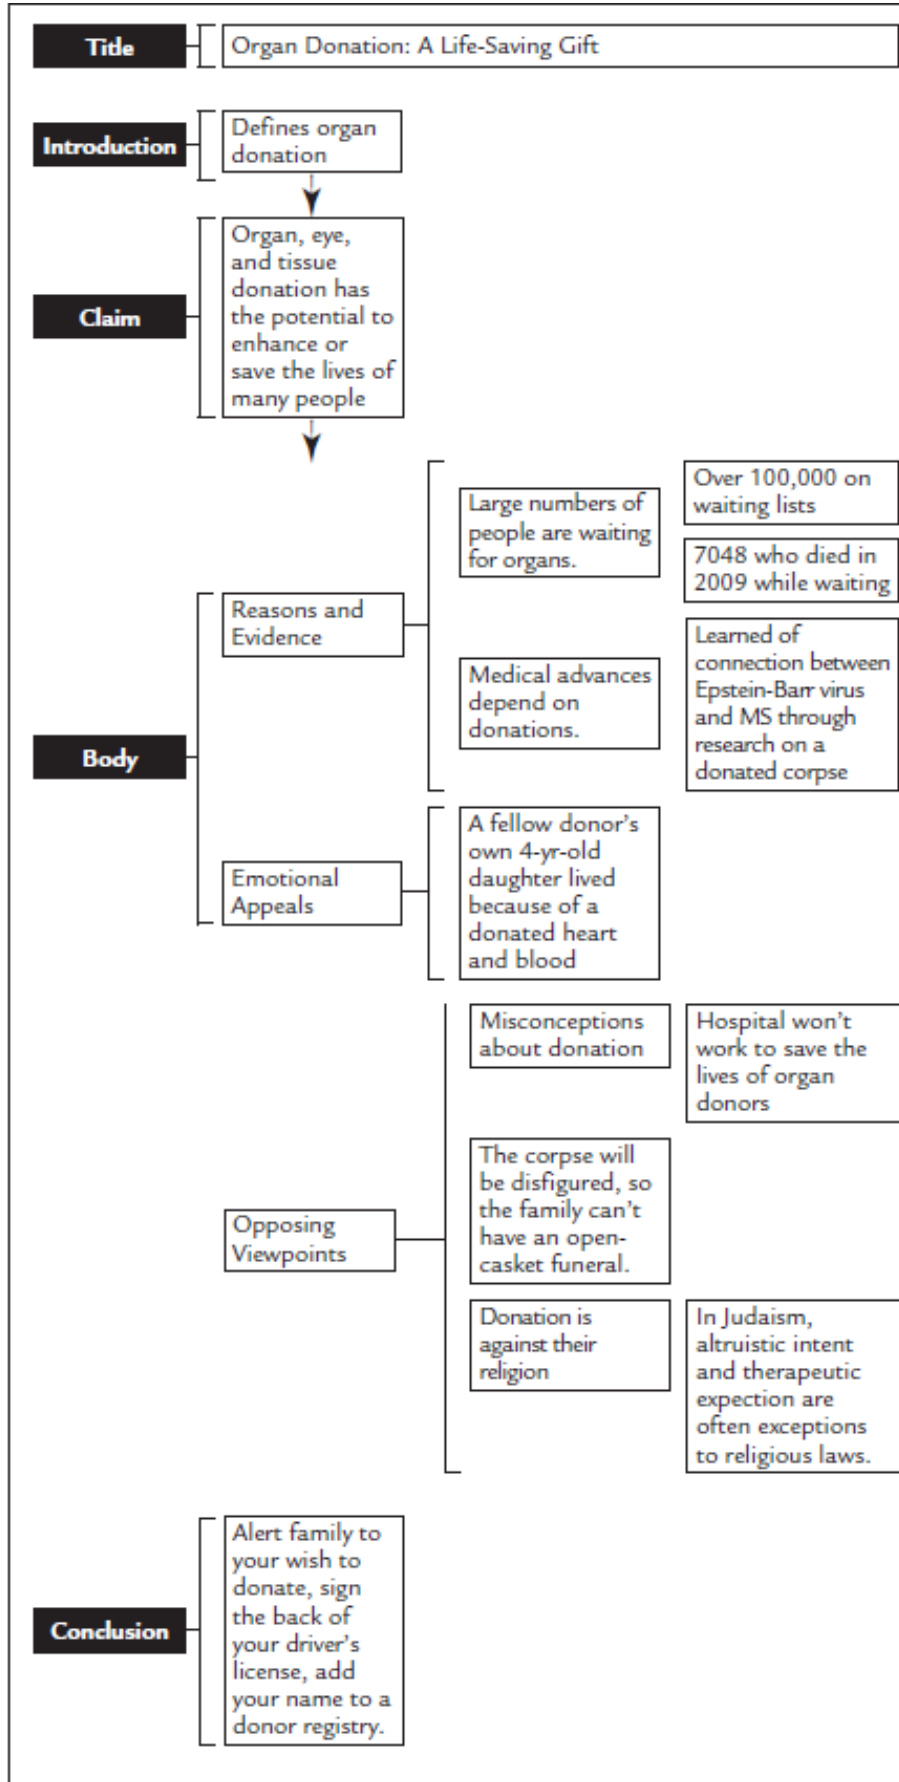 Title
Organ Donation: A Life-Saving Gift
Introduction
Defines organ
donation
Claim
Organ, eye,
and tissue
donation has
the potential to
enhance or
save the lives of
many people
Body
Reasons and
Evidence
Large numbers of
people are waiting
for organs.
Over 100,000 on
waiting lists
7048 who died in
2009 while waiting
Medical advances
depend on
donations.
Learned of
connection between
Epstein-Barr virus
and MS through
research on a
donated corpse
Emotional
Appeals
A fellow donor's
own 4-yr-old
daughter lived
because of a
donated heart
and blood
Opposing
Viewpoints
Misconceptions
about donation
Hospital won't
work to save the
lives of organ
donors
The corpse will
be disfigured, so
the family can't
have an open-
casket funeral.
Donation is
against their
religion
In Judaism,
altruistic intent
and therapeutic
expection are
often exceptions
to religious laws.
Conclusion
Alert family to
your wish to
donate, sign
the back of
your driver's
license, add
your name to a
donor registry.